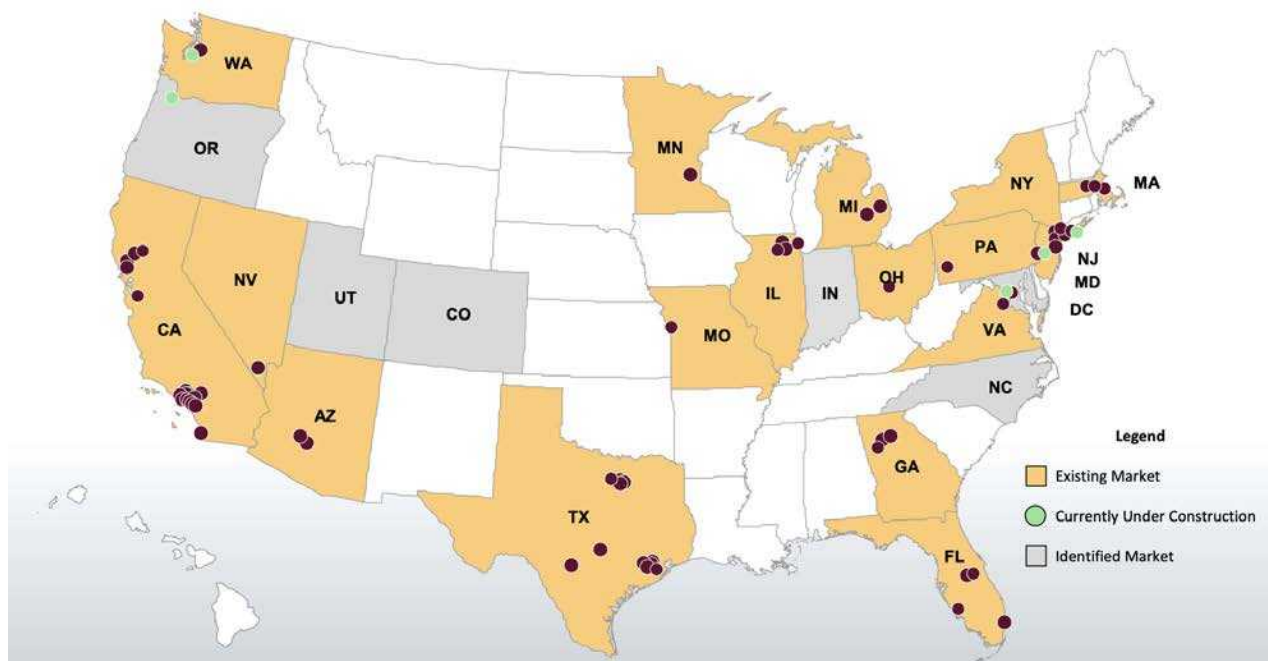 WA
OR
MN
NY
MA
MI
PA
NJ
MD
DC
NV
UT
CO
IL
IN
OH
VA
CA
MO
NC
AZ
GA
TX
FL
Legend
Existing Market
Currently Under Construction
Identified Market